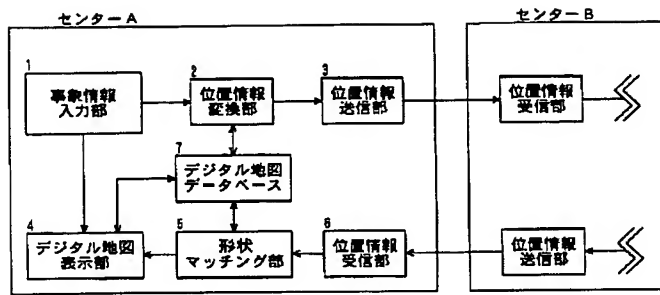 センターA
センターB
1
事象情報
入力部
2
位置情報
変換部
3
位置情報
送信部
位置情報
受信部
7
デジタル地図
データベース
4
デジタル地図
表示部
5
形状
マッチング部
6
位置情報
受信部
位置情報
送信部